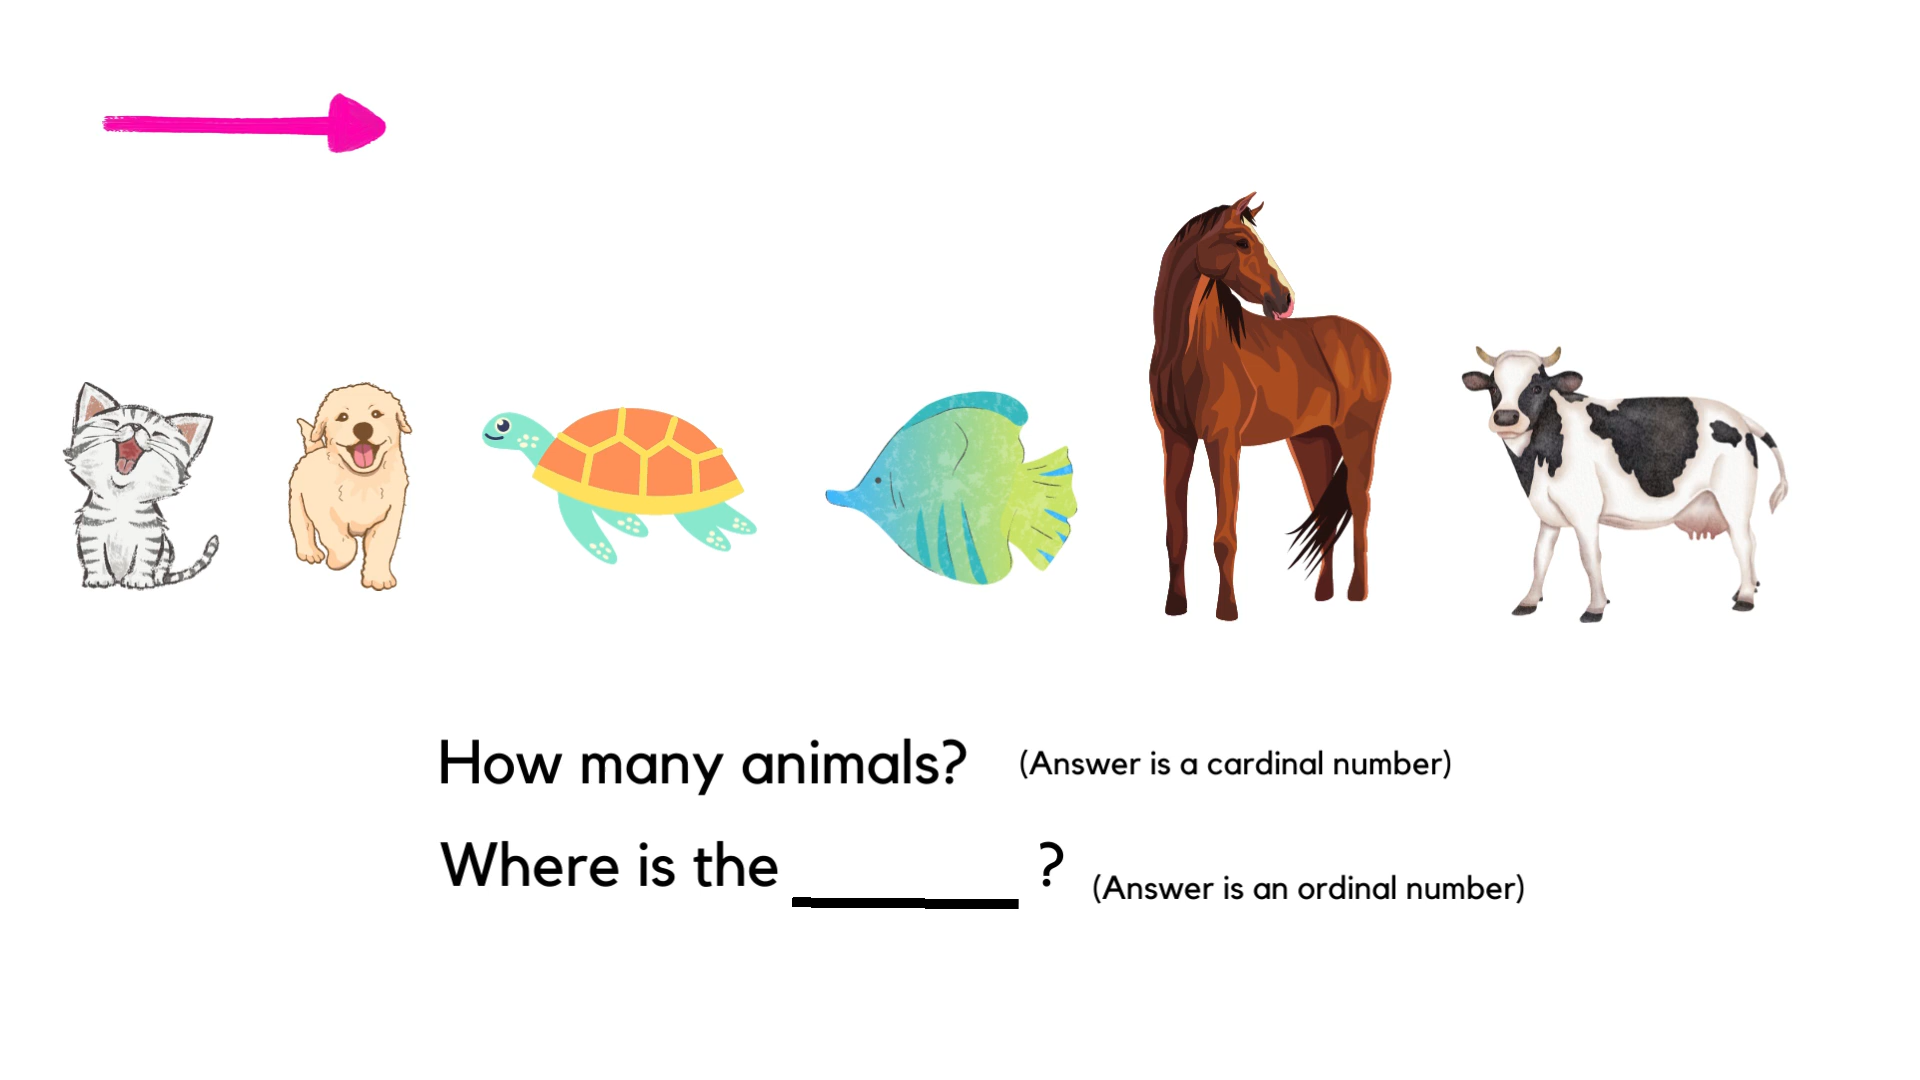 How many animals? (Answer is a cardinal number)
Where is the ______ ? (Answer is an ordinal number)